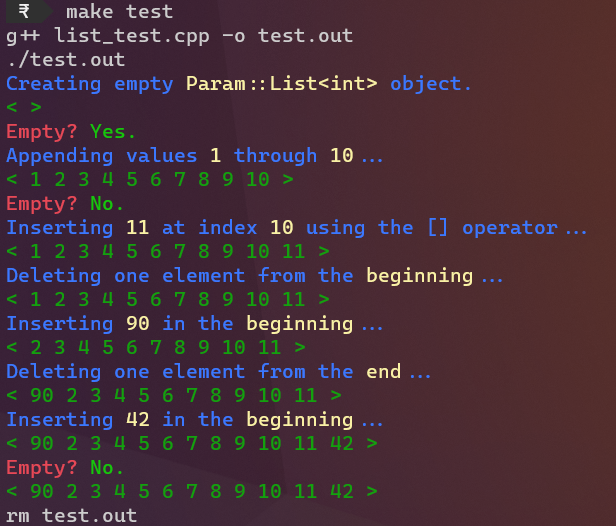 ₹ make test
g++ list_test.cpp -o test.out
./test.out
Creating empty Param::List<int> object.
< >
Empty? Yes.
Appending values 1 through 10...
< 1 2 3 4 5 6 7 8 9 10 >
Empty? No.
Inserting 11 at index 10 using the [] operator...
< 1 2 3 4 5 6 7 8 9 10 11 >
Deleting one element from the beginning...
< 1 2 3 4 5 6 7 8 9 10 11 >
Inserting 90 in the beginning...
< 2 3 4 5 6 7 8 9 10 11 >
Deleting one element from the end...
< 90 2 3 4 5 6 7 8 9 10 11 >
Inserting 42 in the beginning...
< 90 2 3 4 5 6 7 8 9 10 11 42 >
Empty? No.
< 90 2 3 4 5 6 7 8 9 10 11 42 >
rm test.out